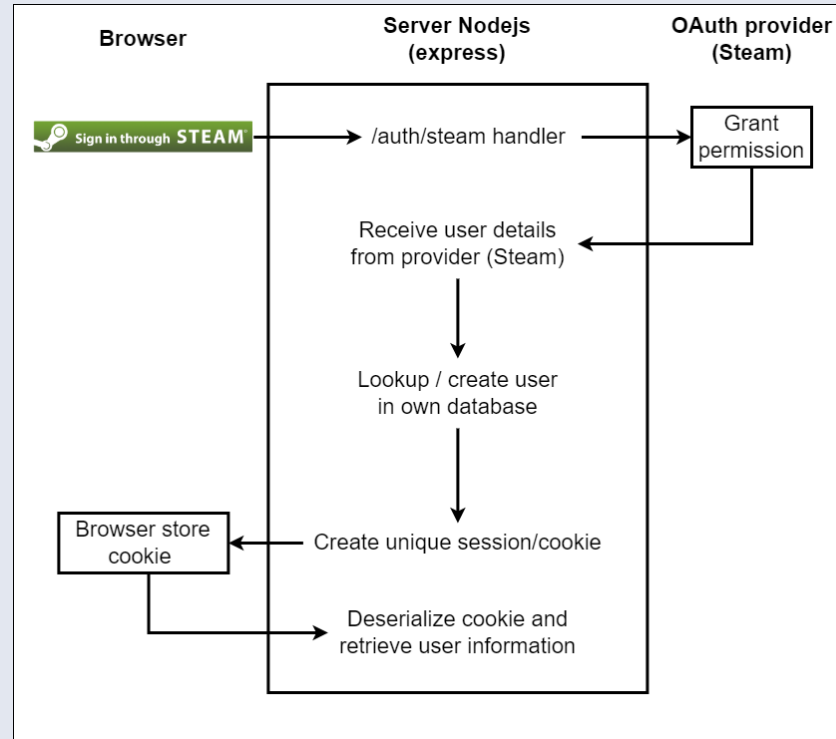 Browser
Server Nodejs
(express)
OAuth provider
(Steam)
Sign in through STEAM
/auth/steam handler
Grant
permission
Receive user details
from provider (Steam)
Lookup / create user
in own database
Browser store
cookie
Create unique session/cookie
Deserialize cookie and
retrieve user information